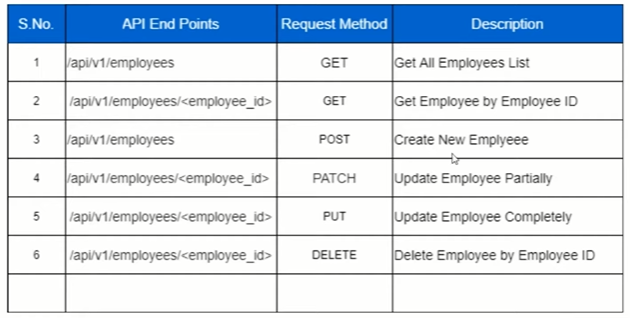 S.No. API End Points Request Method Description
1 /api/v1/employees GET Get All Employees List
2 /api/v1/employees/<employee_id> GET Get Employee by Employee ID
3 /api/v1/employees POST Create New Emplyeee
4 /api/v1/employees/<employee_id> PATCH Update Employee Partially
5 /api/v1/employees/<employee_id> PUT Update Employee Completely
6 /api/v1/employees/<employee_id> DELETE Delete Employee by Employee ID